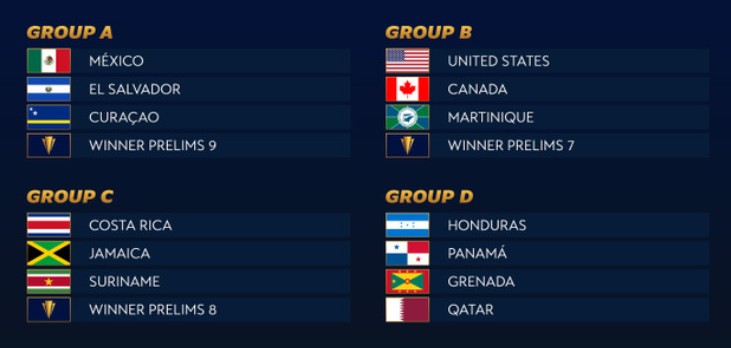 GROUP A
MÉXICO
EL SALVADOR
CURAÇAO
WINNER PRELIMS 9
GROUP B
UNITED STATES
CANADA
MARTINIQUE
WINNER PRELIMS 7
GROUP C
COSTA RICA
JAMAICA
SURINAME
WINNER PRELIMS 8
GROUP D
HONDURAS
PANAMÁ
GRENADA
QATAR